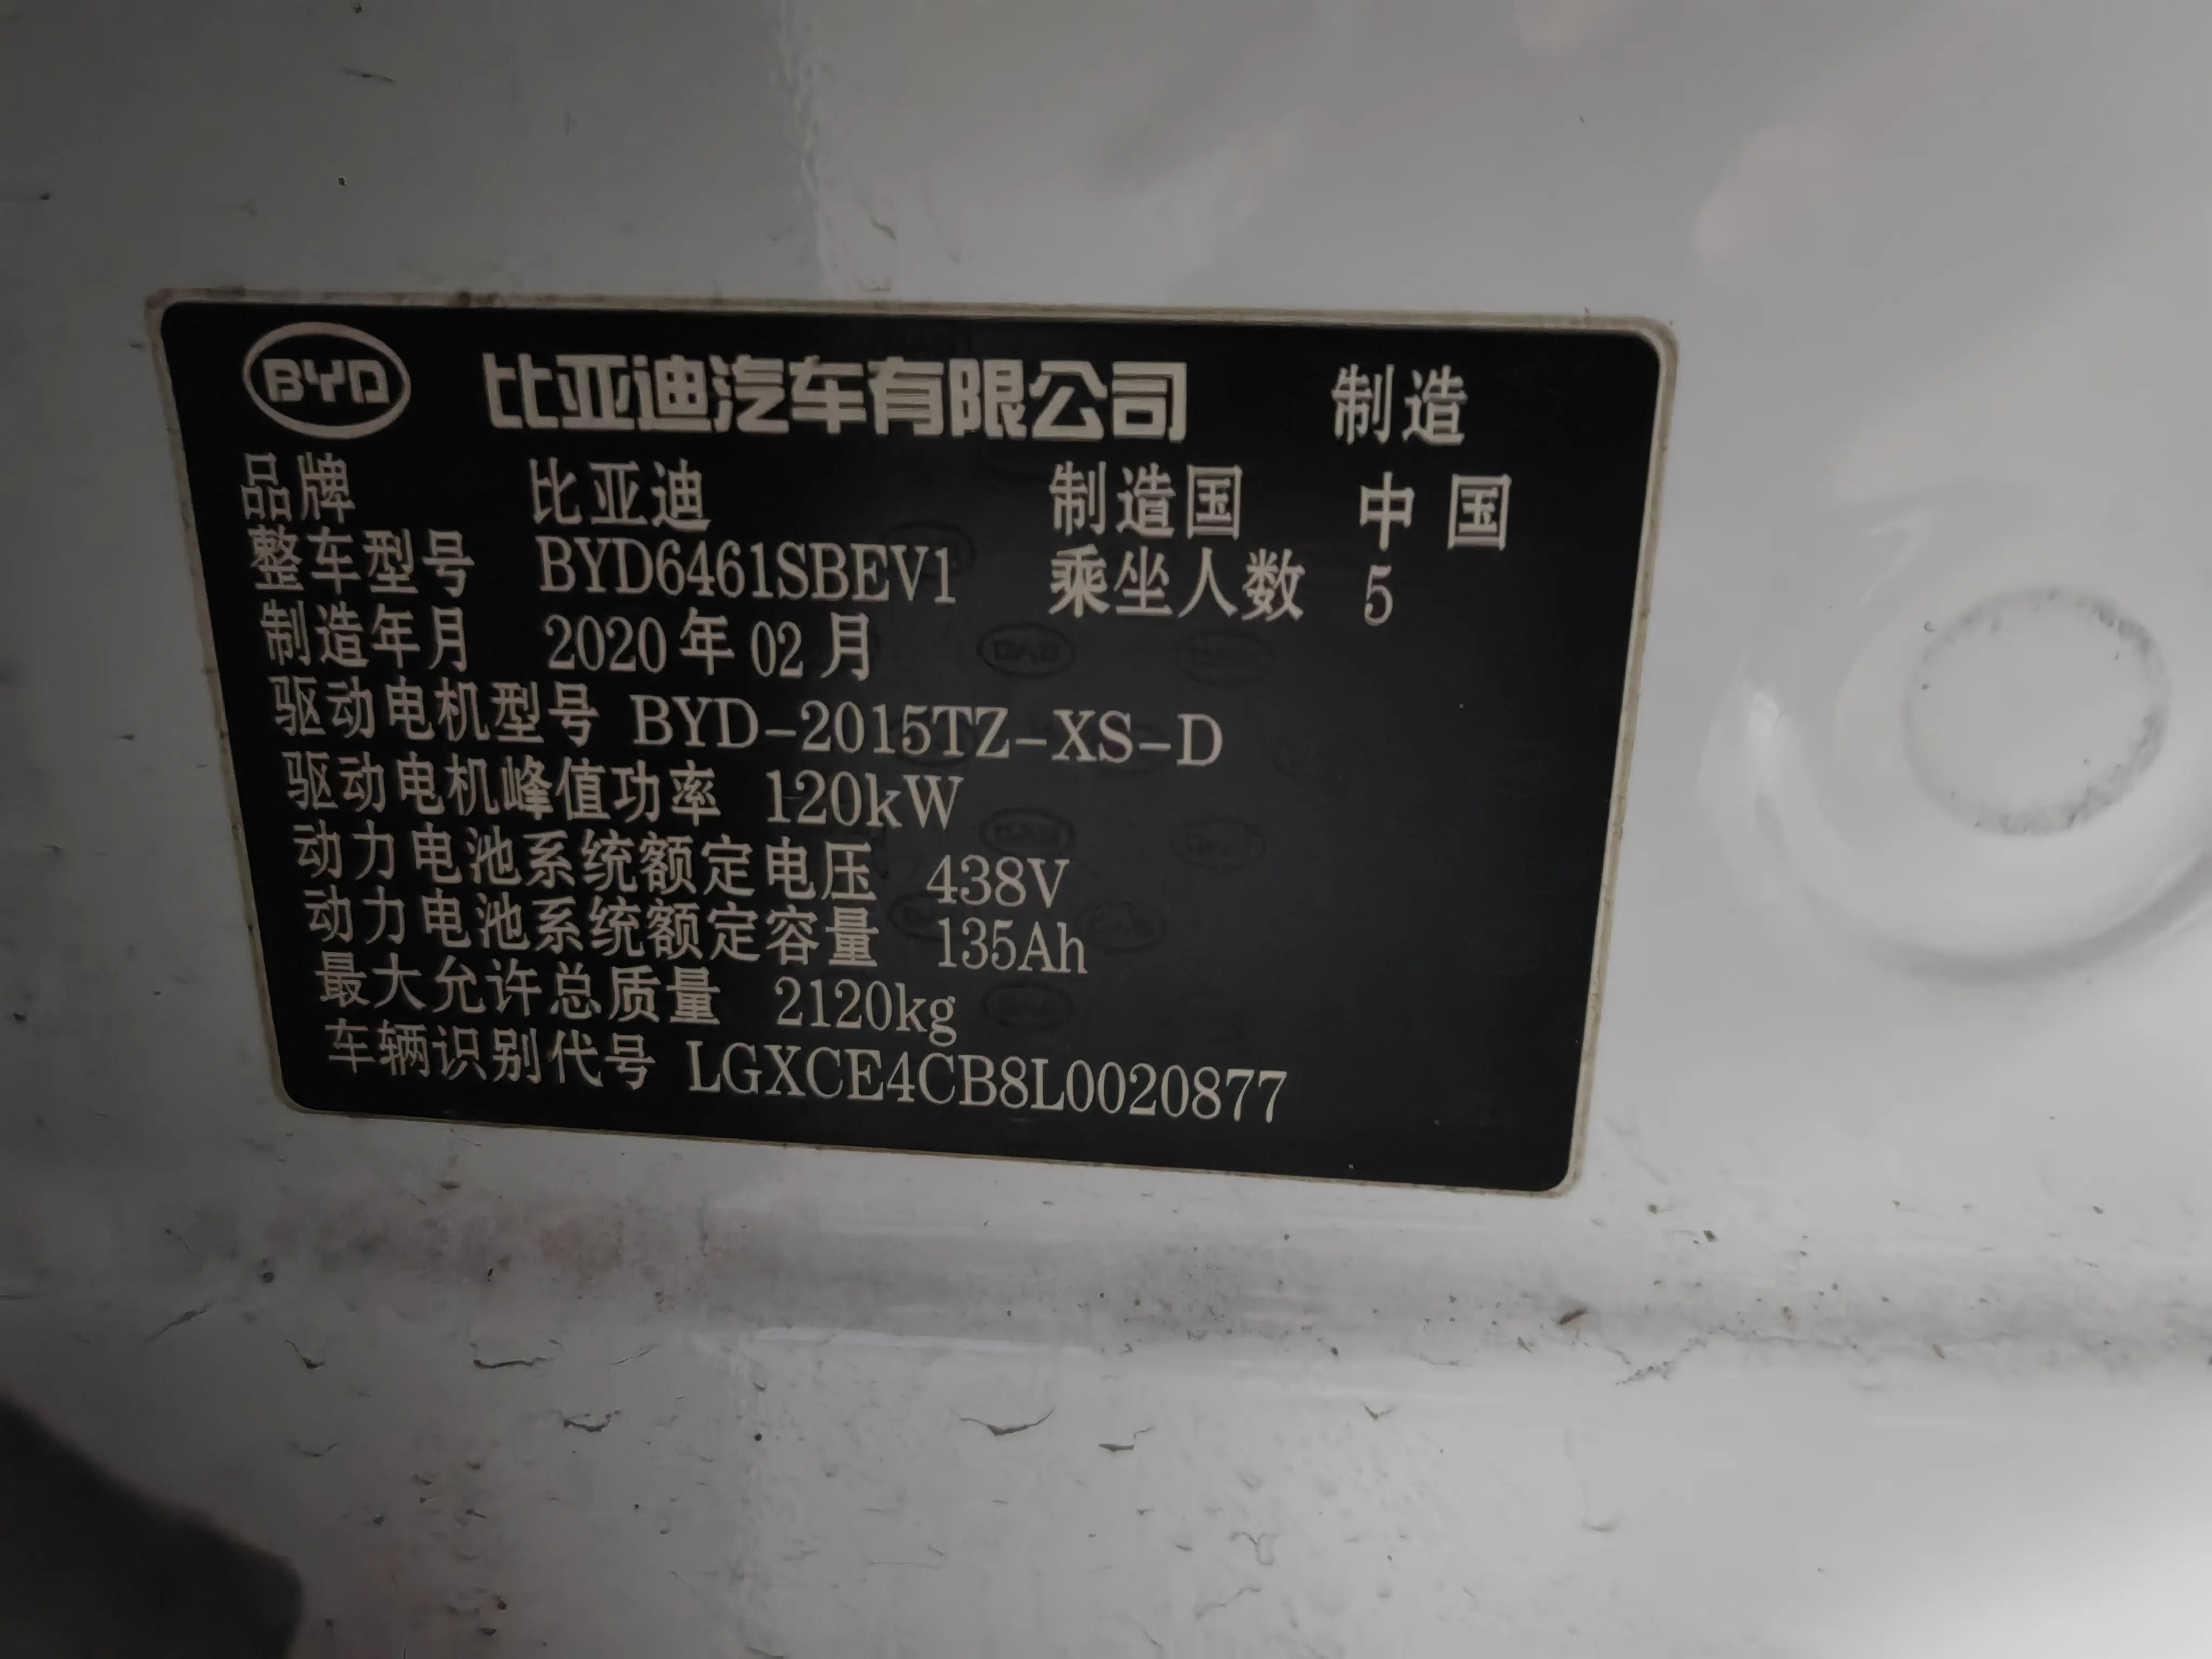 BYD 比亚迪汽车有限公司 制造
品牌 比亚迪 制造国 中国
整车型号 BYD6461SBEV1 乘坐人数 5
制造年月 2020年02月
驱动电机型号 BYD-2015TZ-XS-D
驱动电机峰值功率 120kW
动力电池系统额定电压 438V
动力电池系统额定容量 135Ah
最大允许总质量 2120kg
车辆识别代号 LGXCE4CB8L0020877